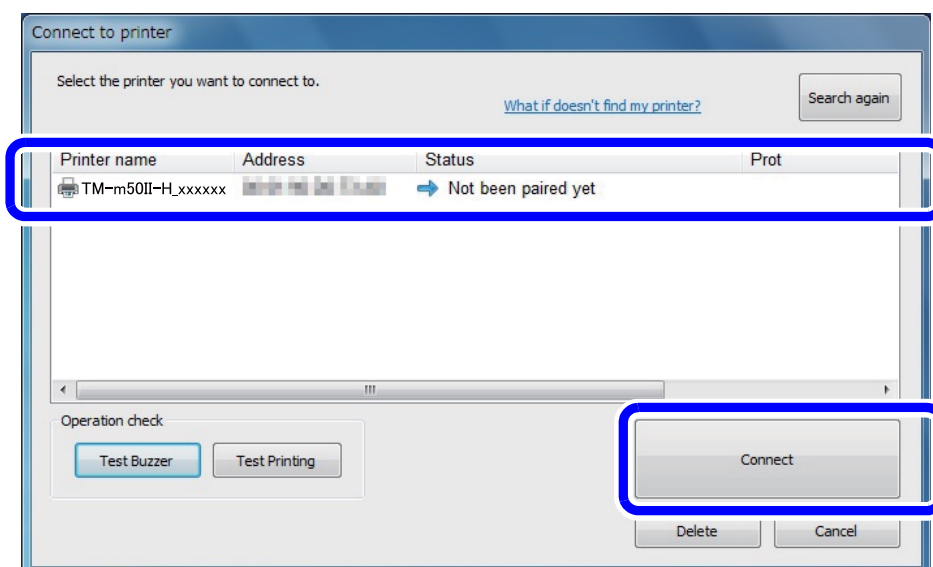 Connect to printer
Select the printer you want to connect to.
What if doesn't find my printer?
Search again
Printer name Address Status Prot
TM-m50II-H_xxxxxx Not been paired yet
Operation check
Test Buzzer Test Printing
Connect
Delete Cancel